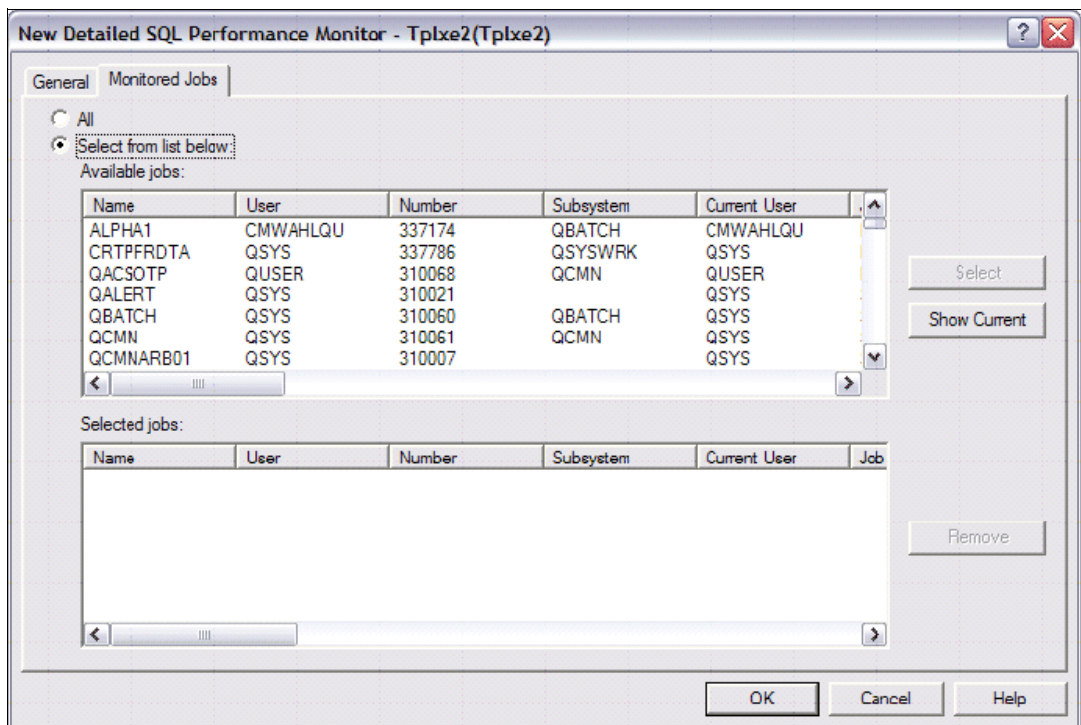 New Detailed SQL Performance Monitor - Tplxe2(Tplxe2)
General Monitored Jobs
All
Select from list below:
Available jobs:
Name User Number Subsystem Current User
ALPHA1 CMWAHLQU 337174 QBATCH CMWAHLQU
CRTPFRDTA QSYS 337786 QSYSWRK QSYS
QACSOTP QUSER 310068 QCMN QUSER
QALERT QSYS 310021 QSYS
QBATCH QSYS 310060 QBATCH QSYS
QCMN QSYS 310061 QCMN QSYS
QCMNARB01 QSYS 310007 QSYS
Select
Show Current
Selected jobs:
Name User Number Subsystem Current User Job
Remove
OK Cancel Help